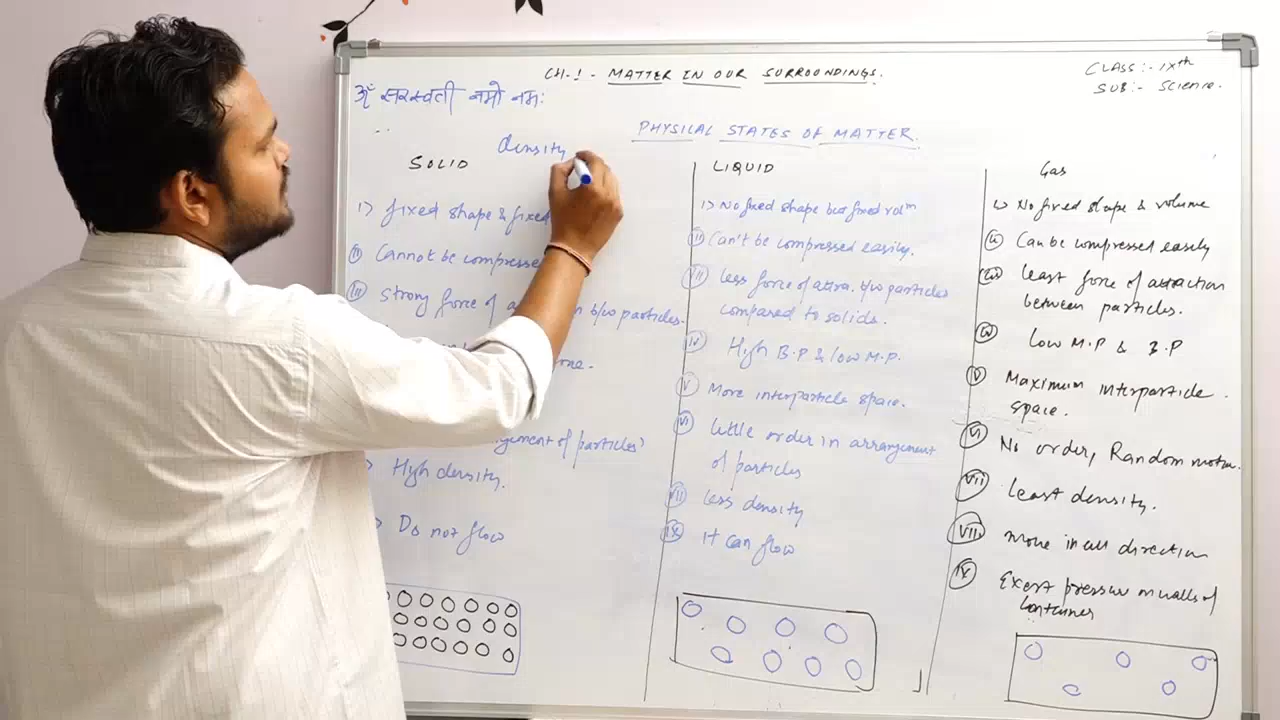 CH-1 - MATTER IN OUR SURROUNDINGS.
CLASS:- IXth
SUB:- Science.
ॐ सरस्वती नमो नमः
PHYSICAL STATES OF MATTER.
density
SOLID
i) fixed shape & fixed
(ii) Cannot be compresse
(iii) Strong force of a n b/w particles.
one.
gement of particles
High density.
Do not flow
LIQUID
i) No fixed shape but fixed volm
(ii) Can't be compressed easily.
(iii) Less force of attra. b/w particles
compared to solids.
(iv) High B.P & low M.P.
(v) More interparticle space.
(vi) little order in arrangement
of particles
(vii) less density
(ix) It can flow
Gas
i) No fixed shape & volume
(ii) Can be compressed easily
(iii) Least force of attraction
between particles.
(iv) low M.P & B.P
(v) Maximum interparticle
space.
(vi) No order, Random motion.
(vii) Least density.
(vii) move in all direction
(ix) Exert pressure on walls of
Container